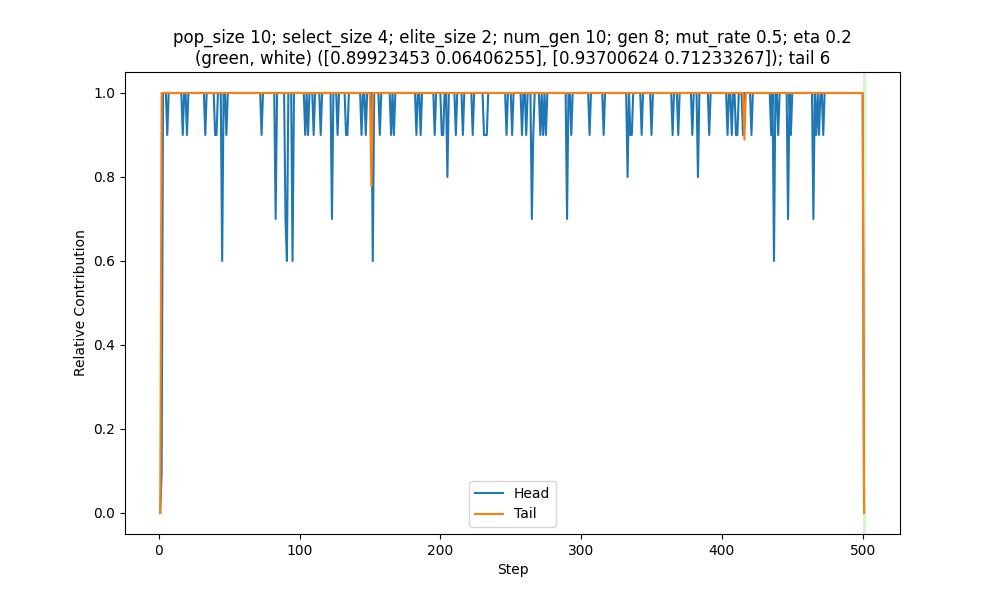 pop_size 10; select_size 4; elite_size 2; num_gen 10; gen 8; mut_rate 0.5; eta 0.2
(green, white) ([0.89923453 0.06406255], [0.93700624 0.71233267]); tail 6
1.0
0.8
0.6
0.4
0.2
0.0
Relative Contribution
Head
Tail
0 100 200 300 400 500
Step